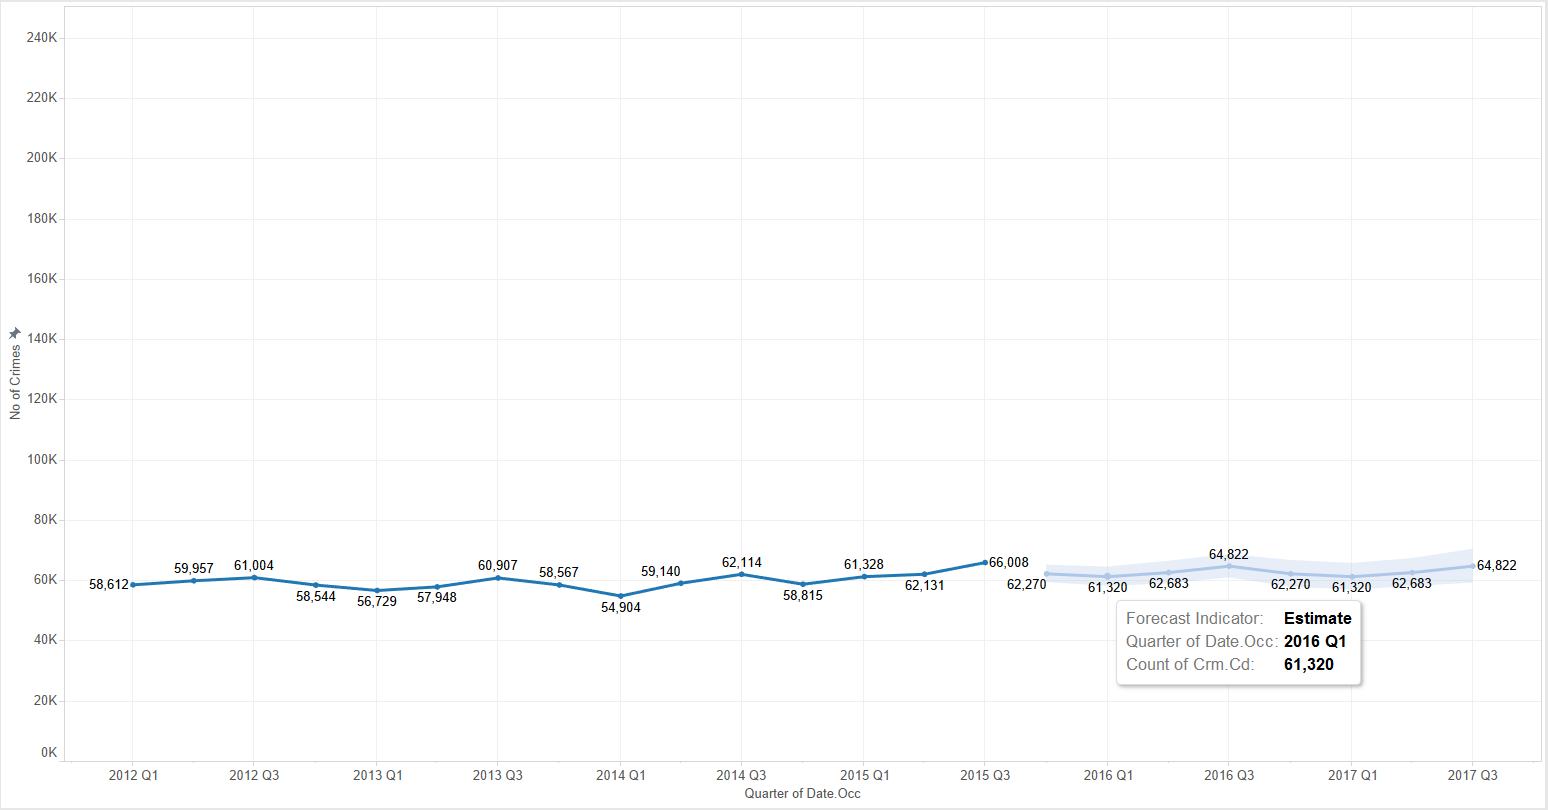 240K
220K
200K
180K
160K
140K
120K
100K
80K
60K
40K
20K
0K
No of Crimes
58,612
59,957
61,004
58,544
56,729
57,948
60,907
58,567
54,904
59,140
62,114
58,815
61,328
62,131
66,008
62,270
61,320
62,683
64,822
62,270
61,320
62,683
64,822
Forecast Indicator: Estimate
Quarter of Date.Occ: 2016 Q1
Count of Crm.Cd: 61,320
2012 Q1 2012 Q3 2013 Q1 2013 Q3 2014 Q1 2014 Q3 2015 Q1 2015 Q3 2016 Q1 2016 Q3 2017 Q1 2017 Q3
Quarter of Date.Occ